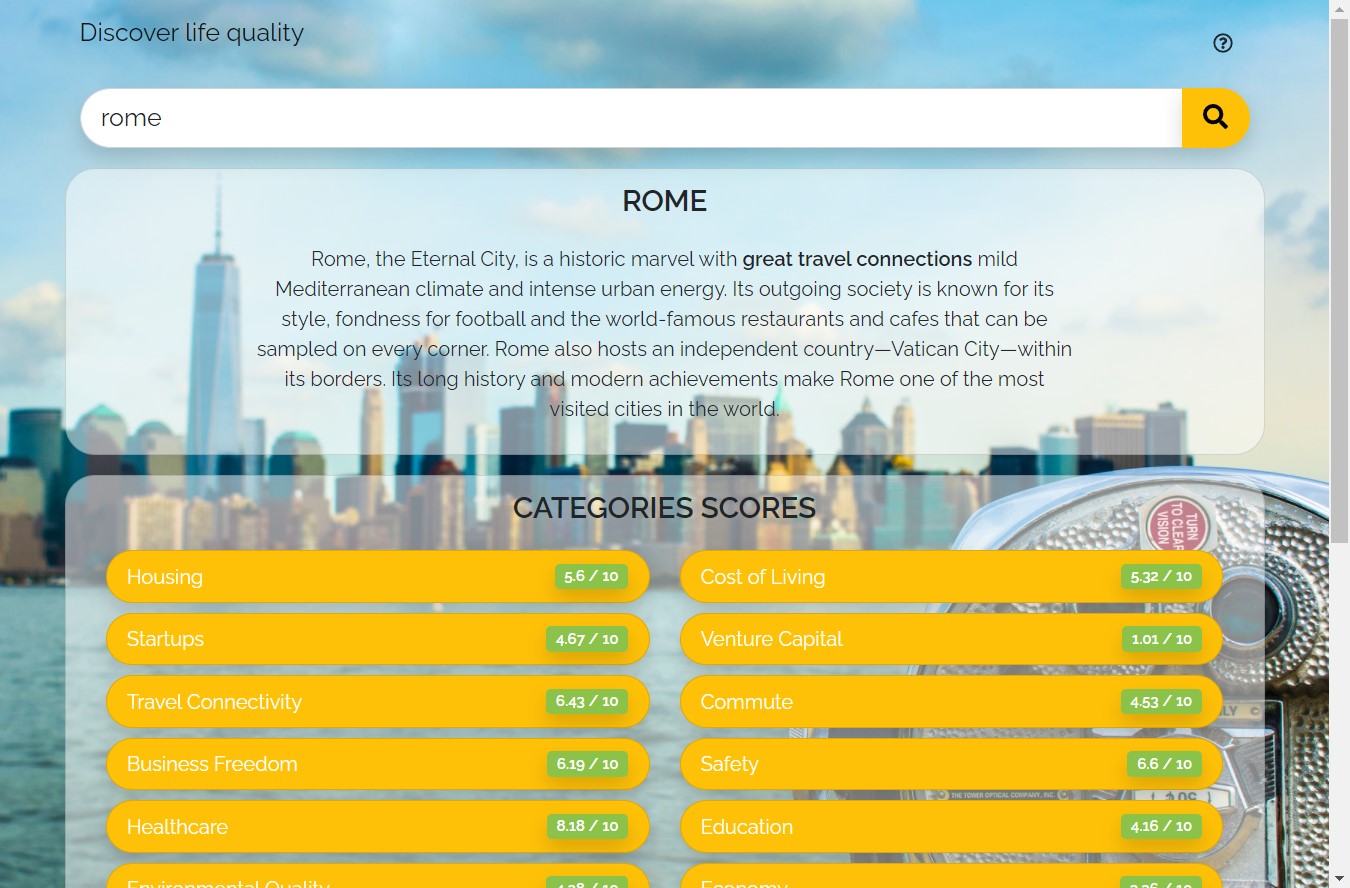 Discover life quality
rome
ROME
Rome, the Eternal City, is a historic marvel with great travel connections mild
Mediterranean climate and intense urban energy. Its outgoing society is known for its
style, fondness for football and the world-famous restaurants and cafes that can be
sampled on every corner. Rome also hosts an independent country—Vatican City—within
its borders. Its long history and modern achievements make Rome one of the most
visited cities in the world.
CATEGORIES SCORES
TURN
TO CLEAR
VISION
Housing 5.6 / 10
Cost of Living 5.32 / 10
Startups 4.67 / 10
Venture Capital 1.01 / 10
Travel Connectivity 6.43 / 10
Commute 4.53 / 10
Business Freedom 6.19 / 10
Safety 6.6 / 10
THE TOWER OPTICAL COMPANY, INC.
Healthcare 8.18 / 10
Education 4.16 / 10
Environmental Quality
Economy